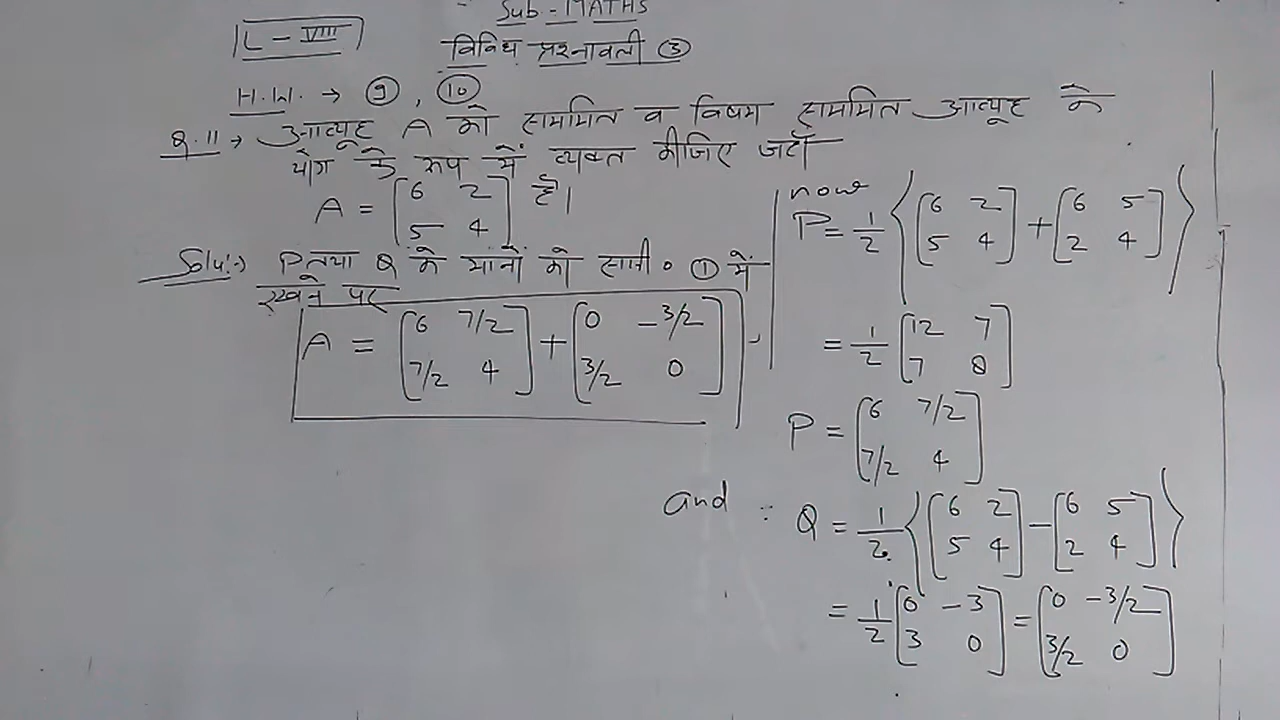 Sub. - MATHS
L - VIII
विविध प्रश्नावली ③
H.W. → ⑨ , ⑩
Q. 11 → आव्यूह A को सममित व विषम सममित आव्यूह के
योग के रूप में व्यक्त कीजिए जहाँ
A = [6 2
5 4] है।
Solu:→ P तथा Q के मानों को समी० ① में
रखने पर
A = [6 7/2
7/2 4] + [0 -3/2
3/2 0]
now
P = 1/2 { [6 2
5 4] + [6 5
2 4] }
= 1/2 [12 7
7 8]
P = [6 7/2
7/2 4]
and : Q = 1/2 { [6 2
5 4] - [6 5
2 4] }
= 1/2 [0 -3
3 0] = [0 -3/2
3/2 0]